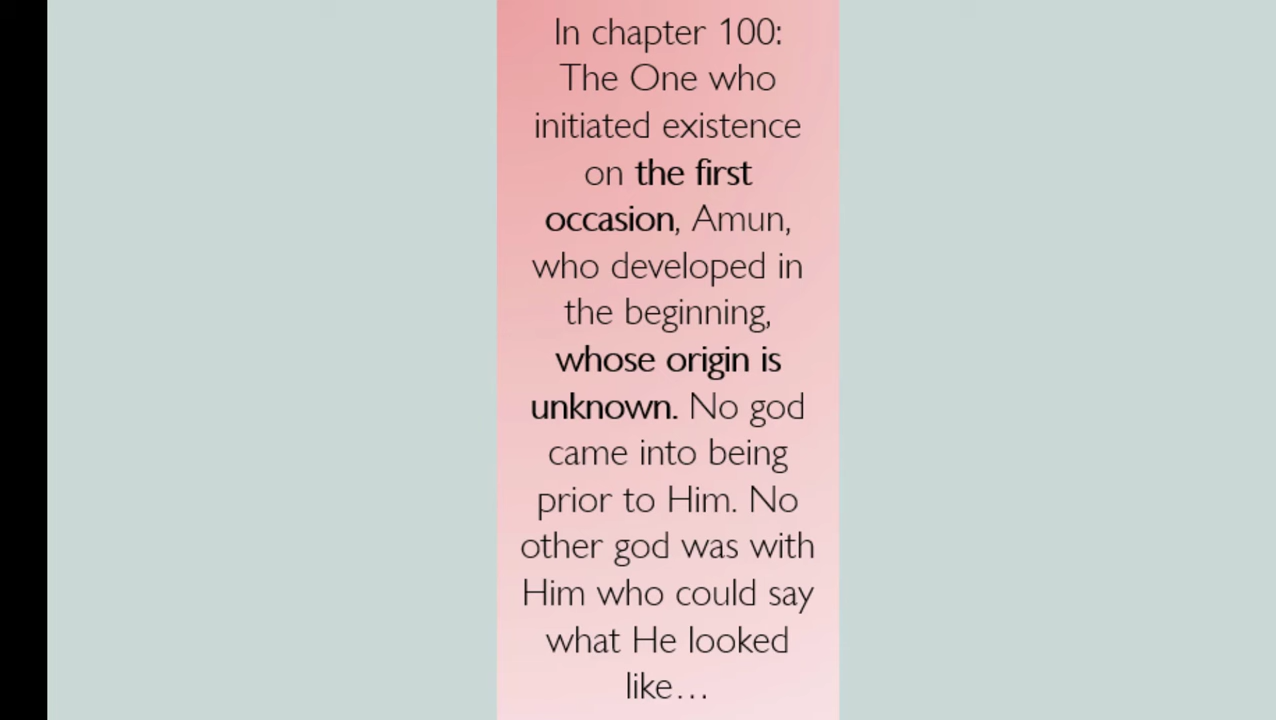 In chapter 100:
The One who
initiated existence
on the first
occasion, Amun,
who developed in
the beginning,
whose origin is
unknown. No god
came into being
prior to Him. No
other god was with
Him who could say
what He looked
like…